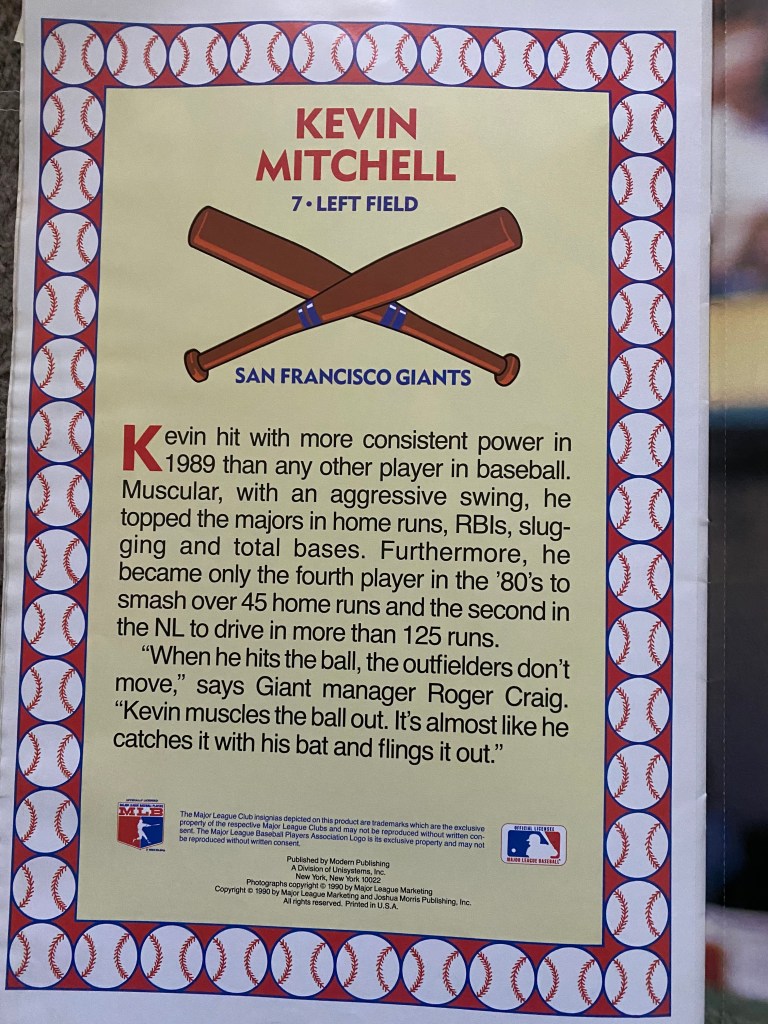 KEVIN
MITCHELL
7 • LEFT FIELD
SAN FRANCISCO GIANTS
Kevin hit with more consistent power in
1989 than any other player in baseball.
Muscular, with an aggressive swing, he
topped the majors in home runs, RBIs, slug-
ging and total bases. Furthermore, he
became only the fourth player in the '80's to
smash over 45 home runs and the second in
the NL to drive in more than 125 runs.
“When he hits the ball, the outfielders don't
move,” says Giant manager Roger Craig.
“Kevin muscles the ball out. It's almost like he
catches it with his bat and flings it out.”
MLB
The Major League Club insignias depicted on this product are trademarks which are the exclusive
property of the respective Major League Clubs and may not be reproduced without written con-
sent. The Major League Baseball Players Association Logo is its exclusive property and may not
be reproduced without written consent.
OFFICIAL LICENSEE
MAJOR LEAGUE BASEBALL
Published by Modern Publishing
A Division of Unisystems, Inc.
New York, New York 10022
Photographs copyright © 1990 by Major League Marketing
Copyright © 1990 by Major League Marketing and Joshua Morris Publishing, Inc.
All rights reserved. Printed in U.S.A.